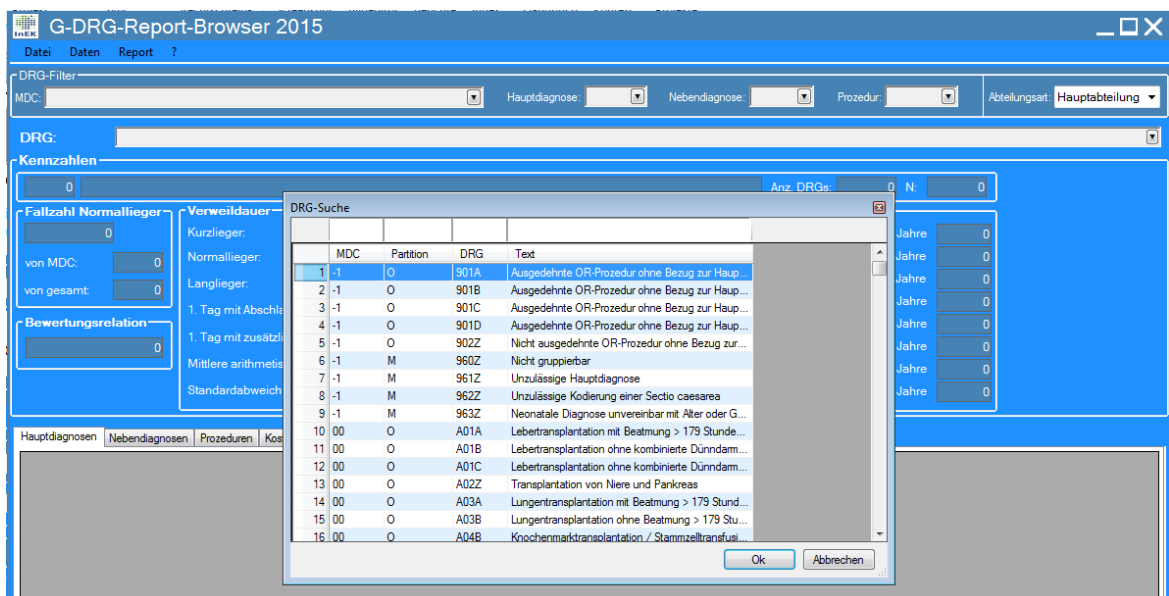 InEK G-DRG-Report-Browser 2015
Datei Daten Report ?
DRG-Filter
MDC: Hauptdiagnose: Nebendiagnose: Prozedur: Abteilungsart: Hauptabteilung
DRG:
Kennzahlen
0 Anz. DRGs: 0 N: 0
Fallzahl Normallieger
0
von MDC: 0
von gesamt: 0
Bewertungsrelation
0
Verweildauer
Kurzlieger:
Normallieger:
Langlieger:
1. Tag mit Abschla
1. Tag mit zusätzli
Mittlere arithmetis
Standardabweich
DRG-Suche
MDC Partition DRG Text
1 -1 O 901A Ausgedehnte OR-Prozedur ohne Bezug zur Haup...
2 -1 O 901B Ausgedehnte OR-Prozedur ohne Bezug zur Haup...
3 -1 O 901C Ausgedehnte OR-Prozedur ohne Bezug zur Haup...
4 -1 O 901D Ausgedehnte OR-Prozedur ohne Bezug zur Haup...
5 -1 O 902Z Nicht ausgedehnte OR-Prozedur ohne Bezug zur...
6 -1 M 960Z Nicht gruppierbar
7 -1 M 961Z Unzulässige Hauptdiagnose
8 -1 M 962Z Unzulässige Kodierung einer Sectio caesarea
9 -1 M 963Z Neonatale Diagnose unvereinbar mit Alter oder G...
10 00 O A01A Lebertransplantation mit Beatmung > 179 Stunde...
11 00 O A01B Lebertransplantation ohne kombinierte Dünndarm...
12 00 O A01C Lebertransplantation ohne kombinierte Dünndarm...
13 00 O A02Z Transplantation von Niere und Pankreas
14 00 O A03A Lungentransplantation mit Beatmung > 179 Stund...
15 00 O A03B Lungentransplantation ohne Beatmung > 179 Stu...
16 00 O A04B Knochenmarktransplantation / Stammzelltransfusi...
Ok Abbrechen
Jahre 0
Jahre 0
Jahre 0
Jahre 0
Jahre 0
Jahre 0
Jahre 0
Jahre 0
Hauptdiagnosen Nebendiagnosen Prozeduren Kos